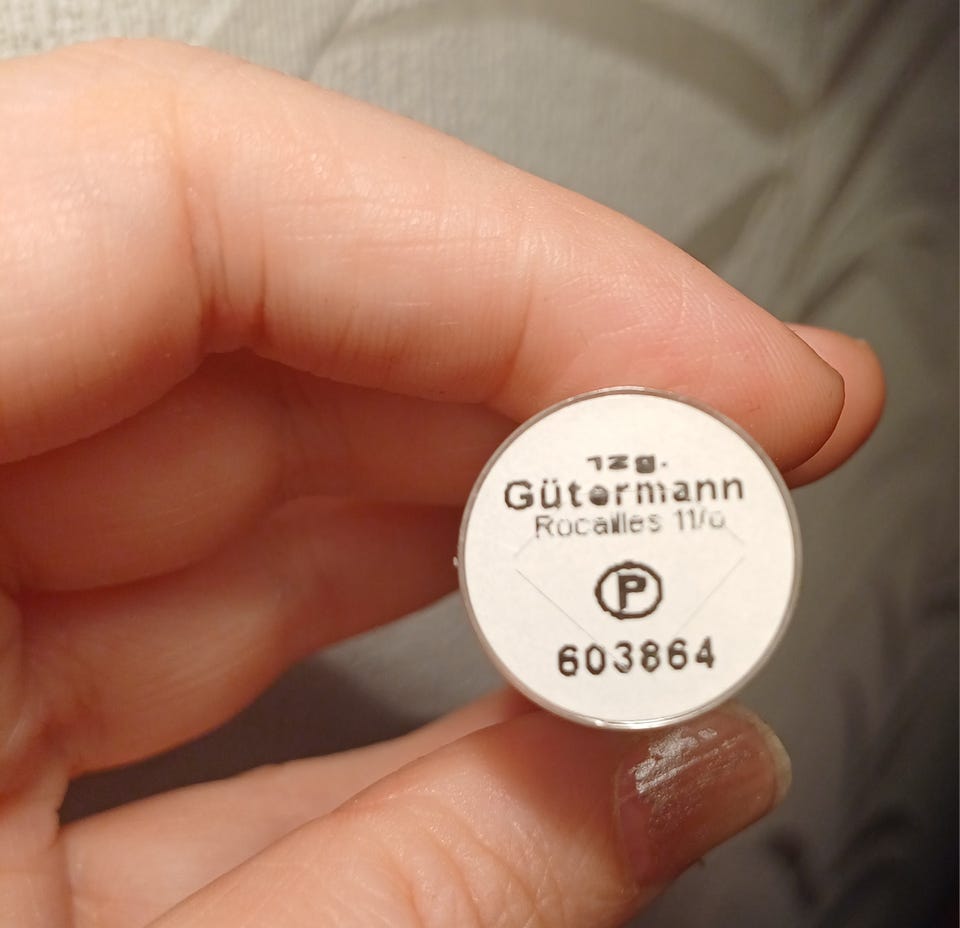 12g.
Gütermann
Rocailles 11/0
P
603864